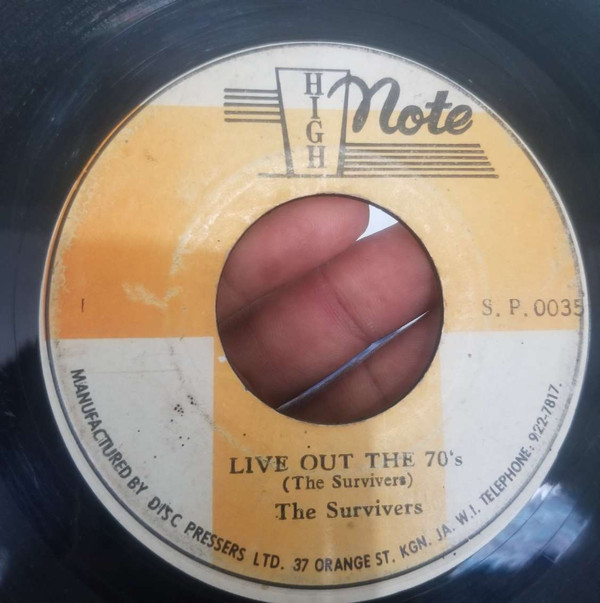 HIGH Note
I
S. P. 0035
LIVE OUT THE 70's
(The Survivers)
The Survivers
MANUFACTURED BY DISC PRESSERS LTD. 37 ORANGE ST. KGN. JA. W.I. TELEPHONE: 922-7817.